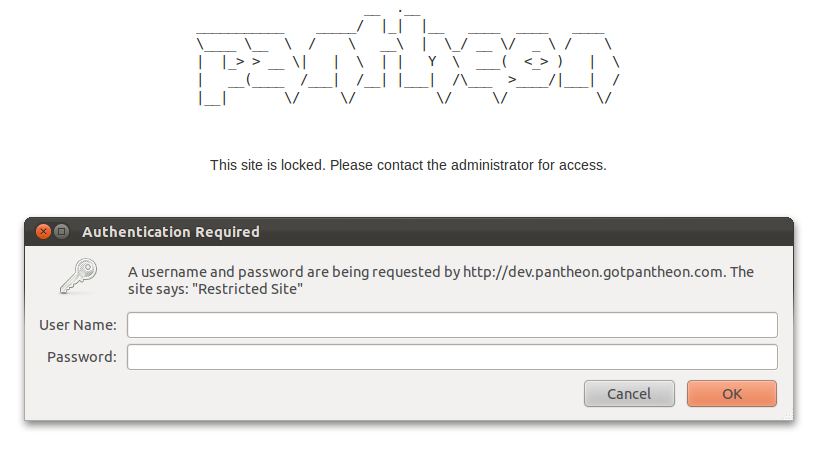 pantheon
This site is locked. Please contact the administrator for access.
Authentication Required
A username and password are being requested by http://dev.pantheon.gotpantheon.com. The
site says: "Restricted Site"
User Name:
Password:
Cancel
OK